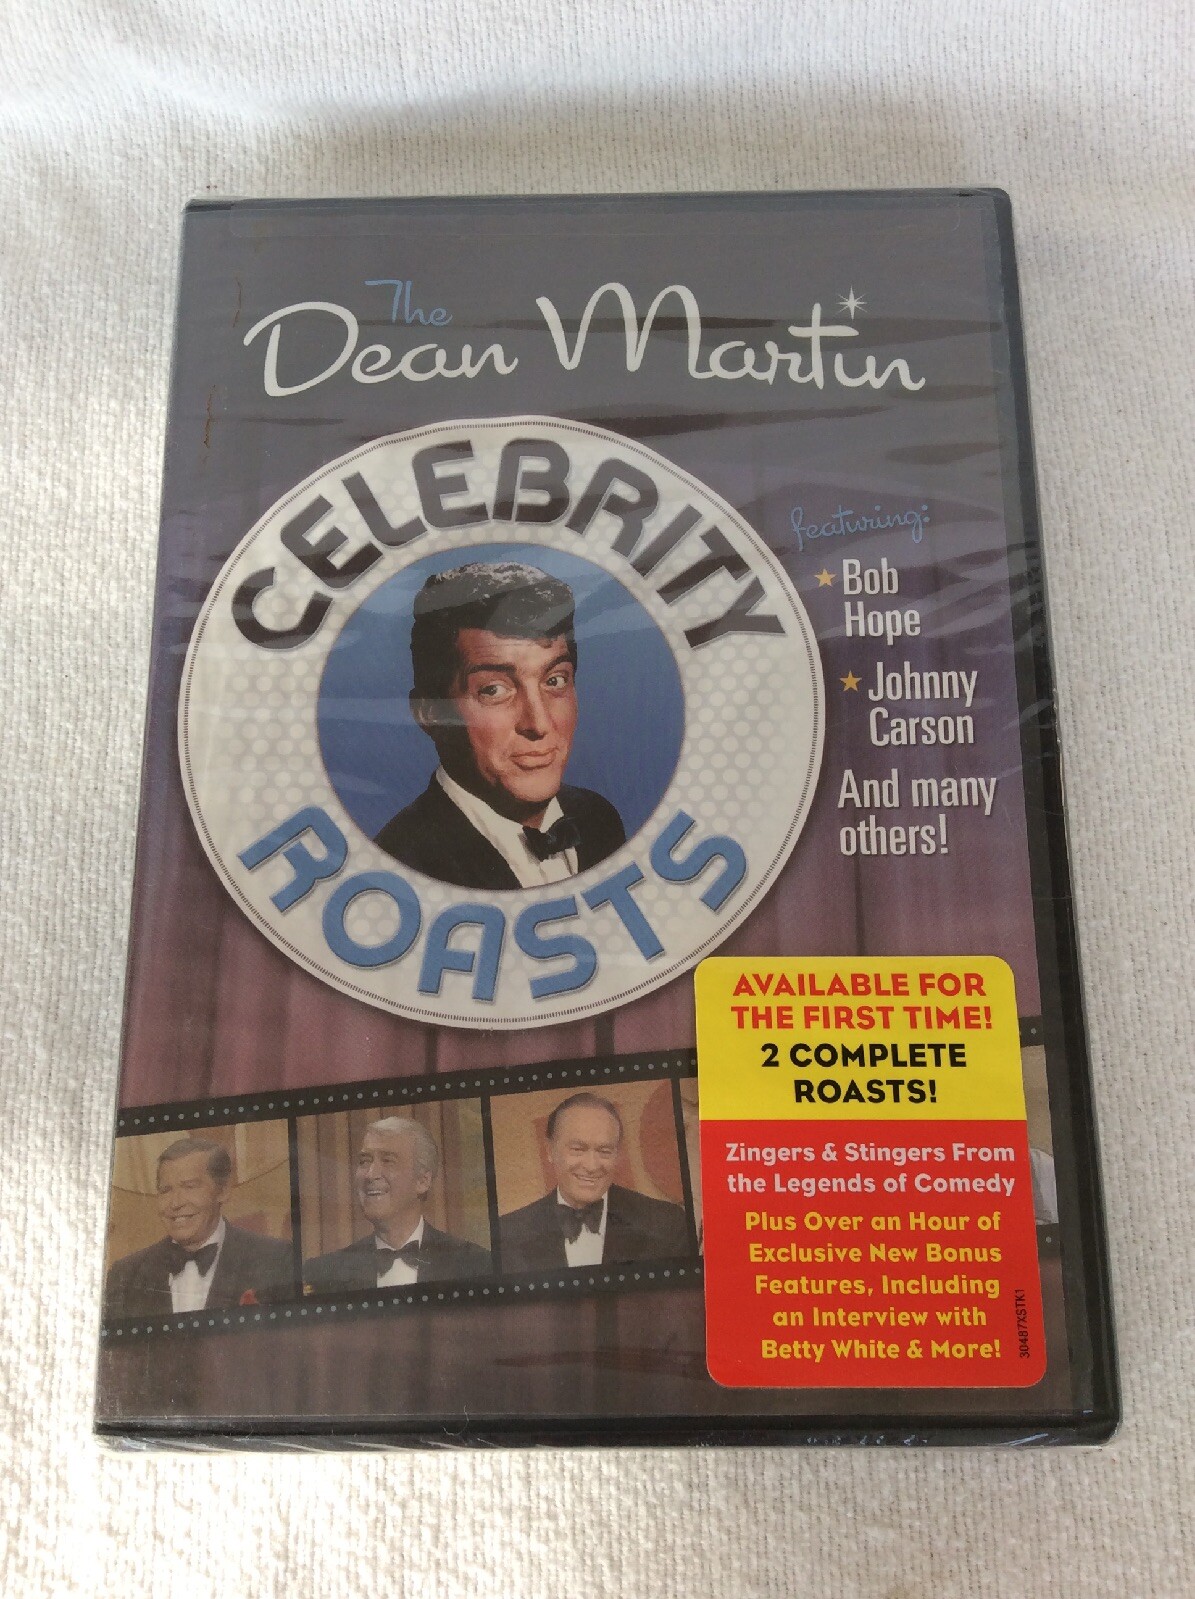 The
Dean Martin
CELEBRITY
ROASTS
featuring:
Bob
Hope
Johnny
Carson
And many
others!
AVAILABLE FOR
THE FIRST TIME!
2 COMPLETE
ROASTS!
Zingers & Stingers From
the Legends of Comedy
Plus Over an Hour of
Exclusive New Bonus
Features, Including
an Interview with
Betty White & More!
30487XSTK1